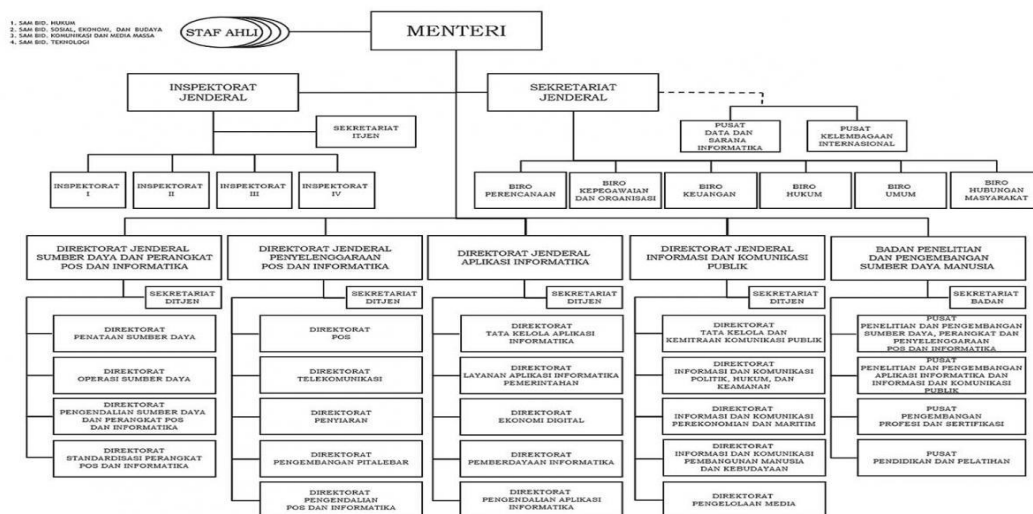 1. SAM BID. HUKUM
2. SAM BID. SOSIAL, EKONOMI, DAN BUDAYA
3. SAM BID. KOMUNIKASI DAN MEDIA MASSA
4. SAM BID. TEKNOLOGI
STAF AHLI
MENTERI
INSPEKTORAT
JENDERAL
SEKRETARIAT
JENDERAL
SEKRETARIAT
ITJEN
PUSAT
DATA DAN
SARANA
INFORMATIKA
PUSAT
KELEMBAGAAN
INTERNASIONAL
INSPEKTORAT
I
INSPEKTORAT
II
INSPEKTORAT
III
INSPEKTORAT
IV
BIRO
PERENCANAAN
BIRO
KEPEGAWAIAN
DAN ORGANISASI
BIRO
KEUANGAN
BIRO
HUKUM
BIRO
UMUM
BIRO
HUBUNGAN
MASYARAKAT
DIREKTORAT JENDERAL
SUMBER DAYA DAN PERANGKAT
POS DAN INFORMATIKA
DIREKTORAT JENDERAL
PENYELENGGARAAN
POS DAN INFORMATIKA
DIREKTORAT JENDERAL
APLIKASI INFORMATIKA
DIREKTORAT JENDERAL
INFORMASI DAN KOMUNIKASI
PUBLIK
BADAN PENELITIAN
DAN PENGEMBANGAN
SUMBER DAYA MANUSIA
SEKRETARIAT
DITJEN
SEKRETARIAT
DITJEN
SEKRETARIAT
DITJEN
SEKRETARIAT
DITJEN
SEKRETARIAT
BADAN
DIREKTORAT
PENATAAN SUMBER DAYA
DIREKTORAT
OPERASI SUMBER DAYA
DIREKTORAT
PENGENDALIAN SUMBER DAYA
DAN PERANGKAT POS
DAN INFORMATIKA
DIREKTORAT
STANDARDISASI PERANGKAT
POS DAN INFORMATIKA
DIREKTORAT
POS
DIREKTORAT
TELEKOMUNIKASI
DIREKTORAT
PENYIARAN
DIREKTORAT
PENGEMBANGAN PITALEBAR
DIREKTORAT
PENGENDALIAN
POS DAN INFORMATIKA
DIREKTORAT
TATA KELOLA APLIKASI
INFORMATIKA
DIREKTORAT
LAYANAN APLIKASI INFORMATIKA
PEMERINTAHAN
DIREKTORAT
EKONOMI DIGITAL
DIREKTORAT
PEMBERDAYAAN INFORMATIKA
DIREKTORAT
PENGENDALIAN APLIKASI
INFORMATIKA
DIREKTORAT
TATA KELOLA DAN
KEMITRAAN KOMUNIKASI PUBLIK
DIREKTORAT
INFORMASI DAN KOMUNIKASI
POLITIK, HUKUM, DAN
KEAMANAN
DIREKTORAT
INFORMASI DAN KOMUNIKASI
PEREKONOMIAN DAN MARITIM
DIREKTORAT
INFORMASI DAN KOMUNIKASI
PEMBANGUNAN MANUSIA
DAN KEBUDAYAAN
DIREKTORAT
PENGELOLAAN MEDIA
PUSAT
PENELITIAN DAN PENGEMBANGAN
SUMBER DAYA, PERANGKAT DAN
PENYELENGGARAAN
POS DAN INFORMATIKA
PUSAT
PENELITIAN DAN PENGEMBANGAN
APLIKASI INFORMATIKA DAN
INFORMASI DAN KOMUNIKASI
PUBLIK
PUSAT
PENGEMBANGAN
PROFESI DAN SERTIFIKASI
PUSAT
PENDIDIKAN DAN PELATIHAN